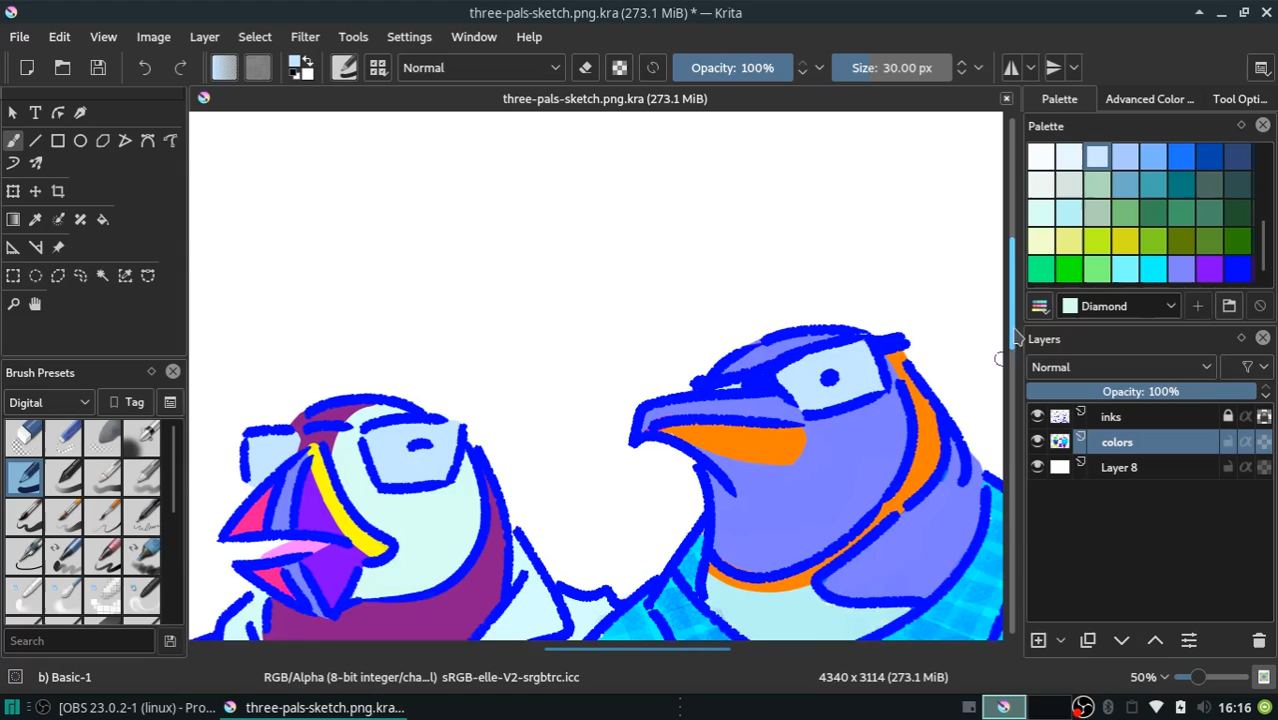 three-pals-sketch.png.kra (273.1 MiB) * — Krita
File Edit View Image Layer Select Filter Tools Settings Window Help
Normal Opacity: 100% Size: 30.00 px
three-pals-sketch.kra (273.1 MiB) Palette Advanced Color ... Tool Opti...
Palette
Diamond
Layers
Normal
Opacity: 100%
inks
colors
Layer 8
Brush Presets
Digital Tag
Search
b) Basic-1 RGB/Alpha (8-bit integer/cha...l) sRGB-elle-V2-srgbtrc.icc 4340 x 3114 (273.1 MiB) 50%
[OBS 23.0.2-1 (linux) - Pro... three-pals-sketch.png.kra... 16:16